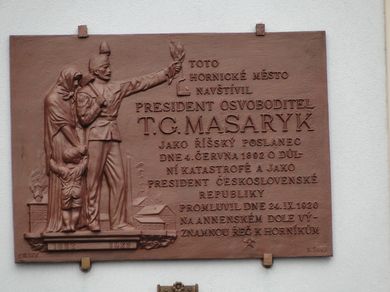 TOTO
HORNICKÉ MĚSTO
NAVŠTÍVIL
PRESIDENT OSVOBODITEL
T.G. MASARYK
JAKO ŘÍŠSKÝ POSLANEC
DNE 4. ČERVNA 1892 O DŮL-
NÍ KATASTROFĚ A JAKO
PRESIDENT ČESKOSLOVENSKÉ
REPUBLIKY
PROMLUVIL DNE 24.IX.1920
NA ANNENSKÉM DOLE VÝ-
ZNAMNOU ŘEČ K HORNÍKŮM